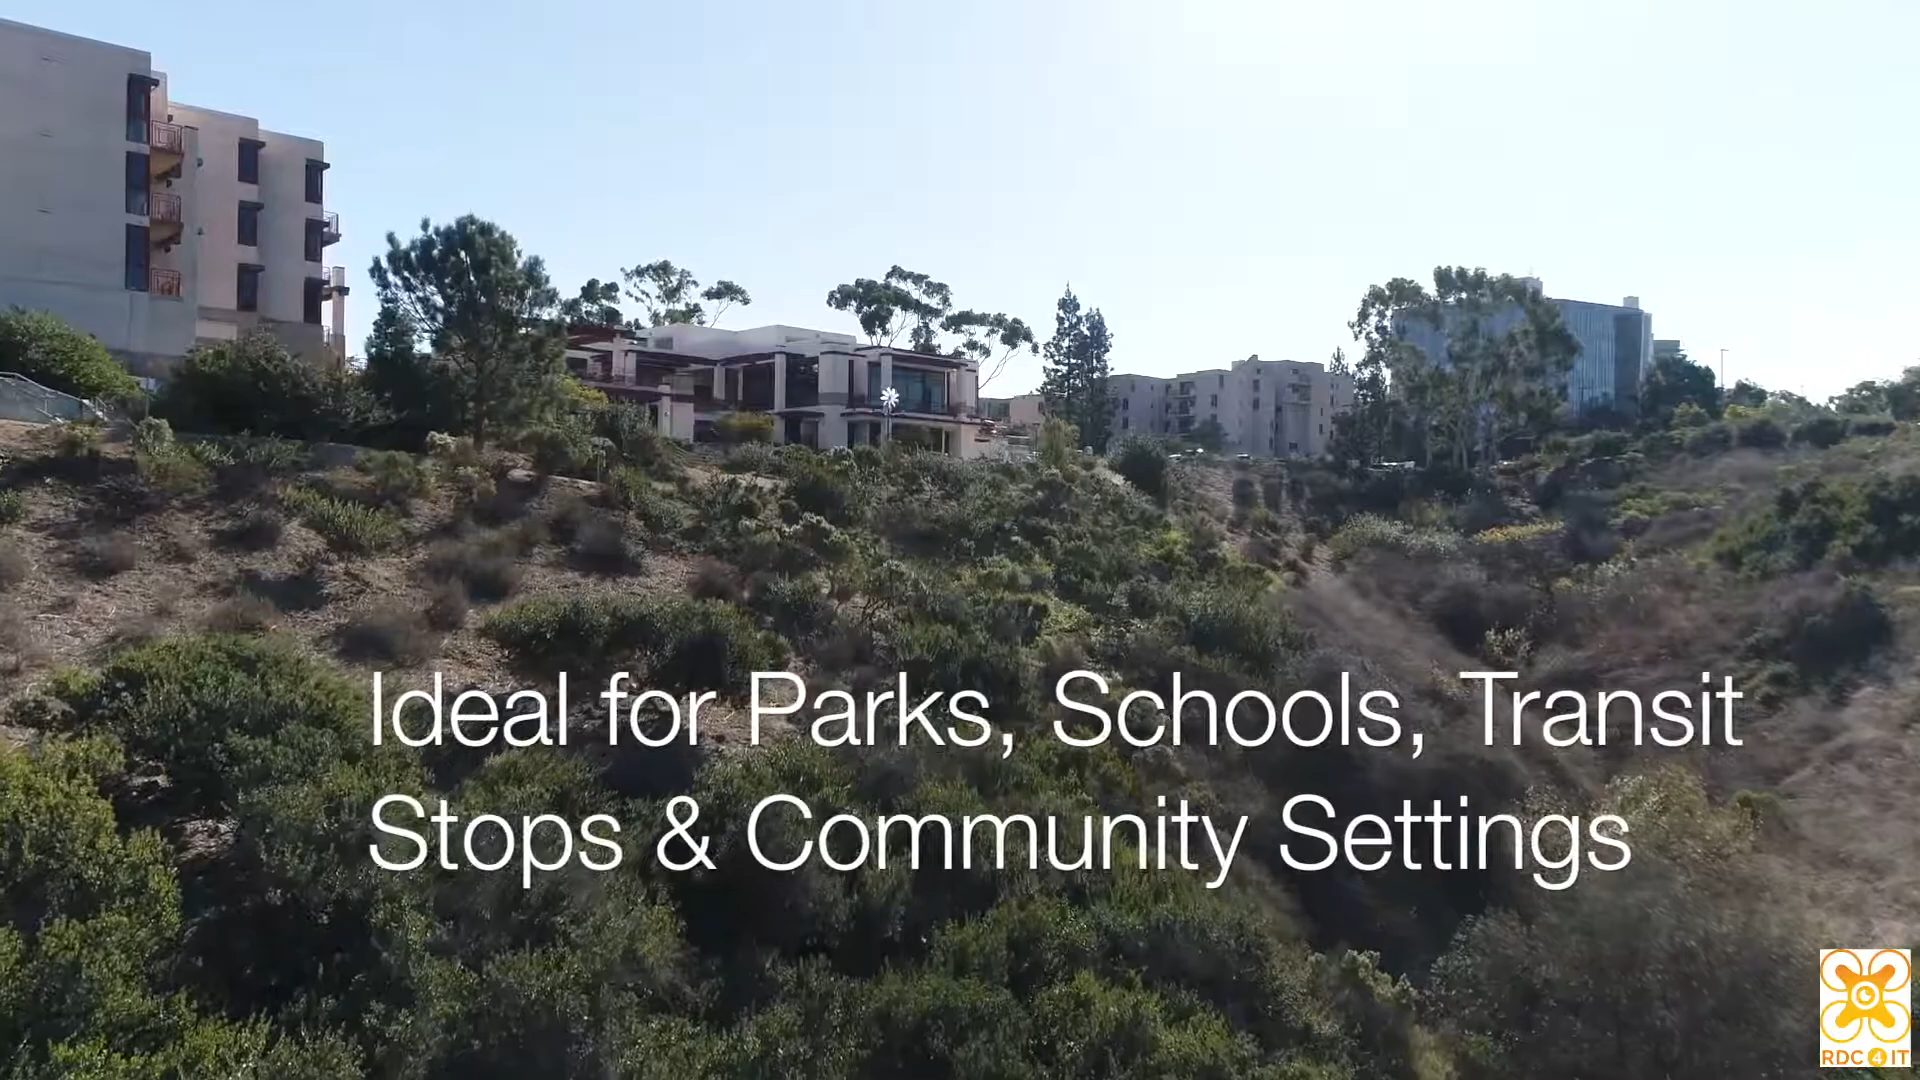 Ideal for Parks, Schools, Transit
Stops & Community Settings
RDC 4 IT